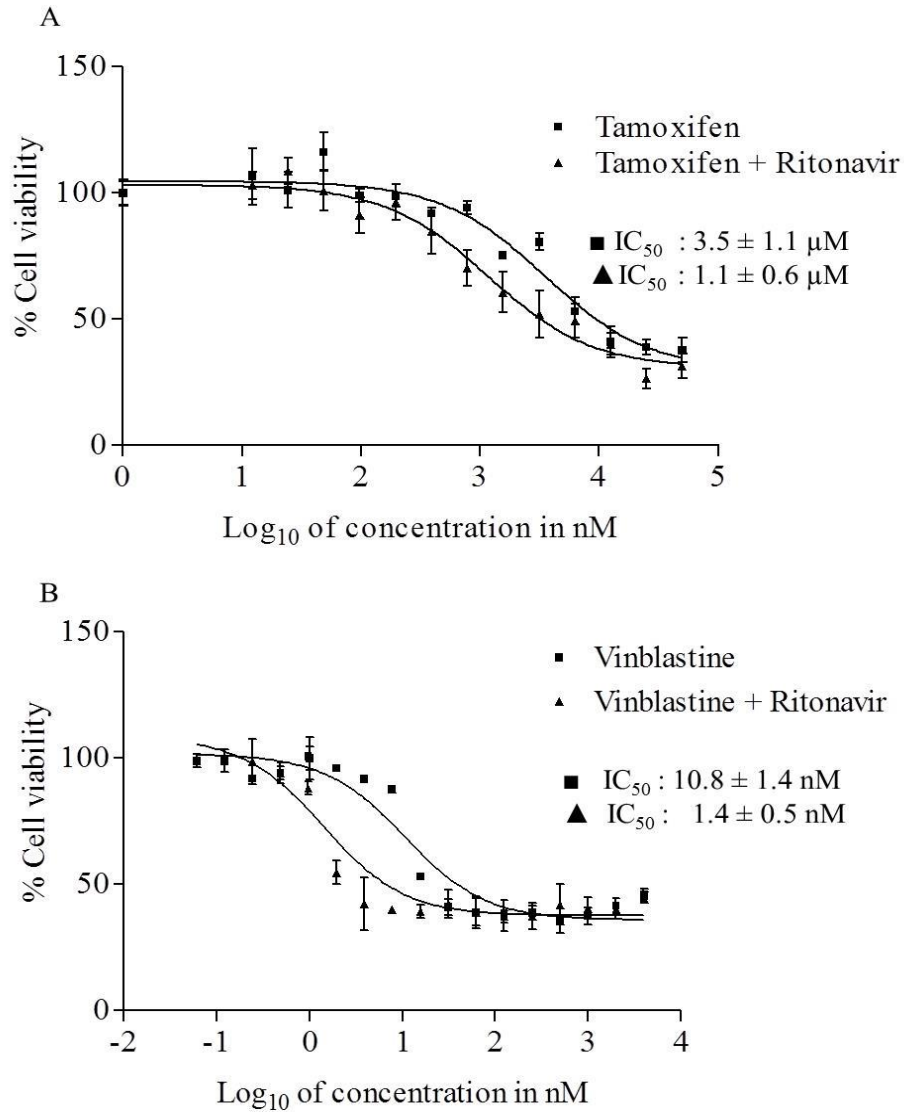 A
150
100
50
0
% Cell viability
Tamoxifen
Tamoxifen + Ritonavir
IC₅₀ : 3.5 ± 1.1 μM
IC₅₀ : 1.1 ± 0.6 μM
0 1 2 3 4 5
Log₁₀ of concentration in nM
B
150
100
50
0
% Cell viability
Vinblastine
Vinblastine + Ritonavir
IC₅₀ : 10.8 ± 1.4 nM
IC₅₀ : 1.4 ± 0.5 nM
-2 -1 0 1 2 3 4
Log₁₀ of concentration in nM